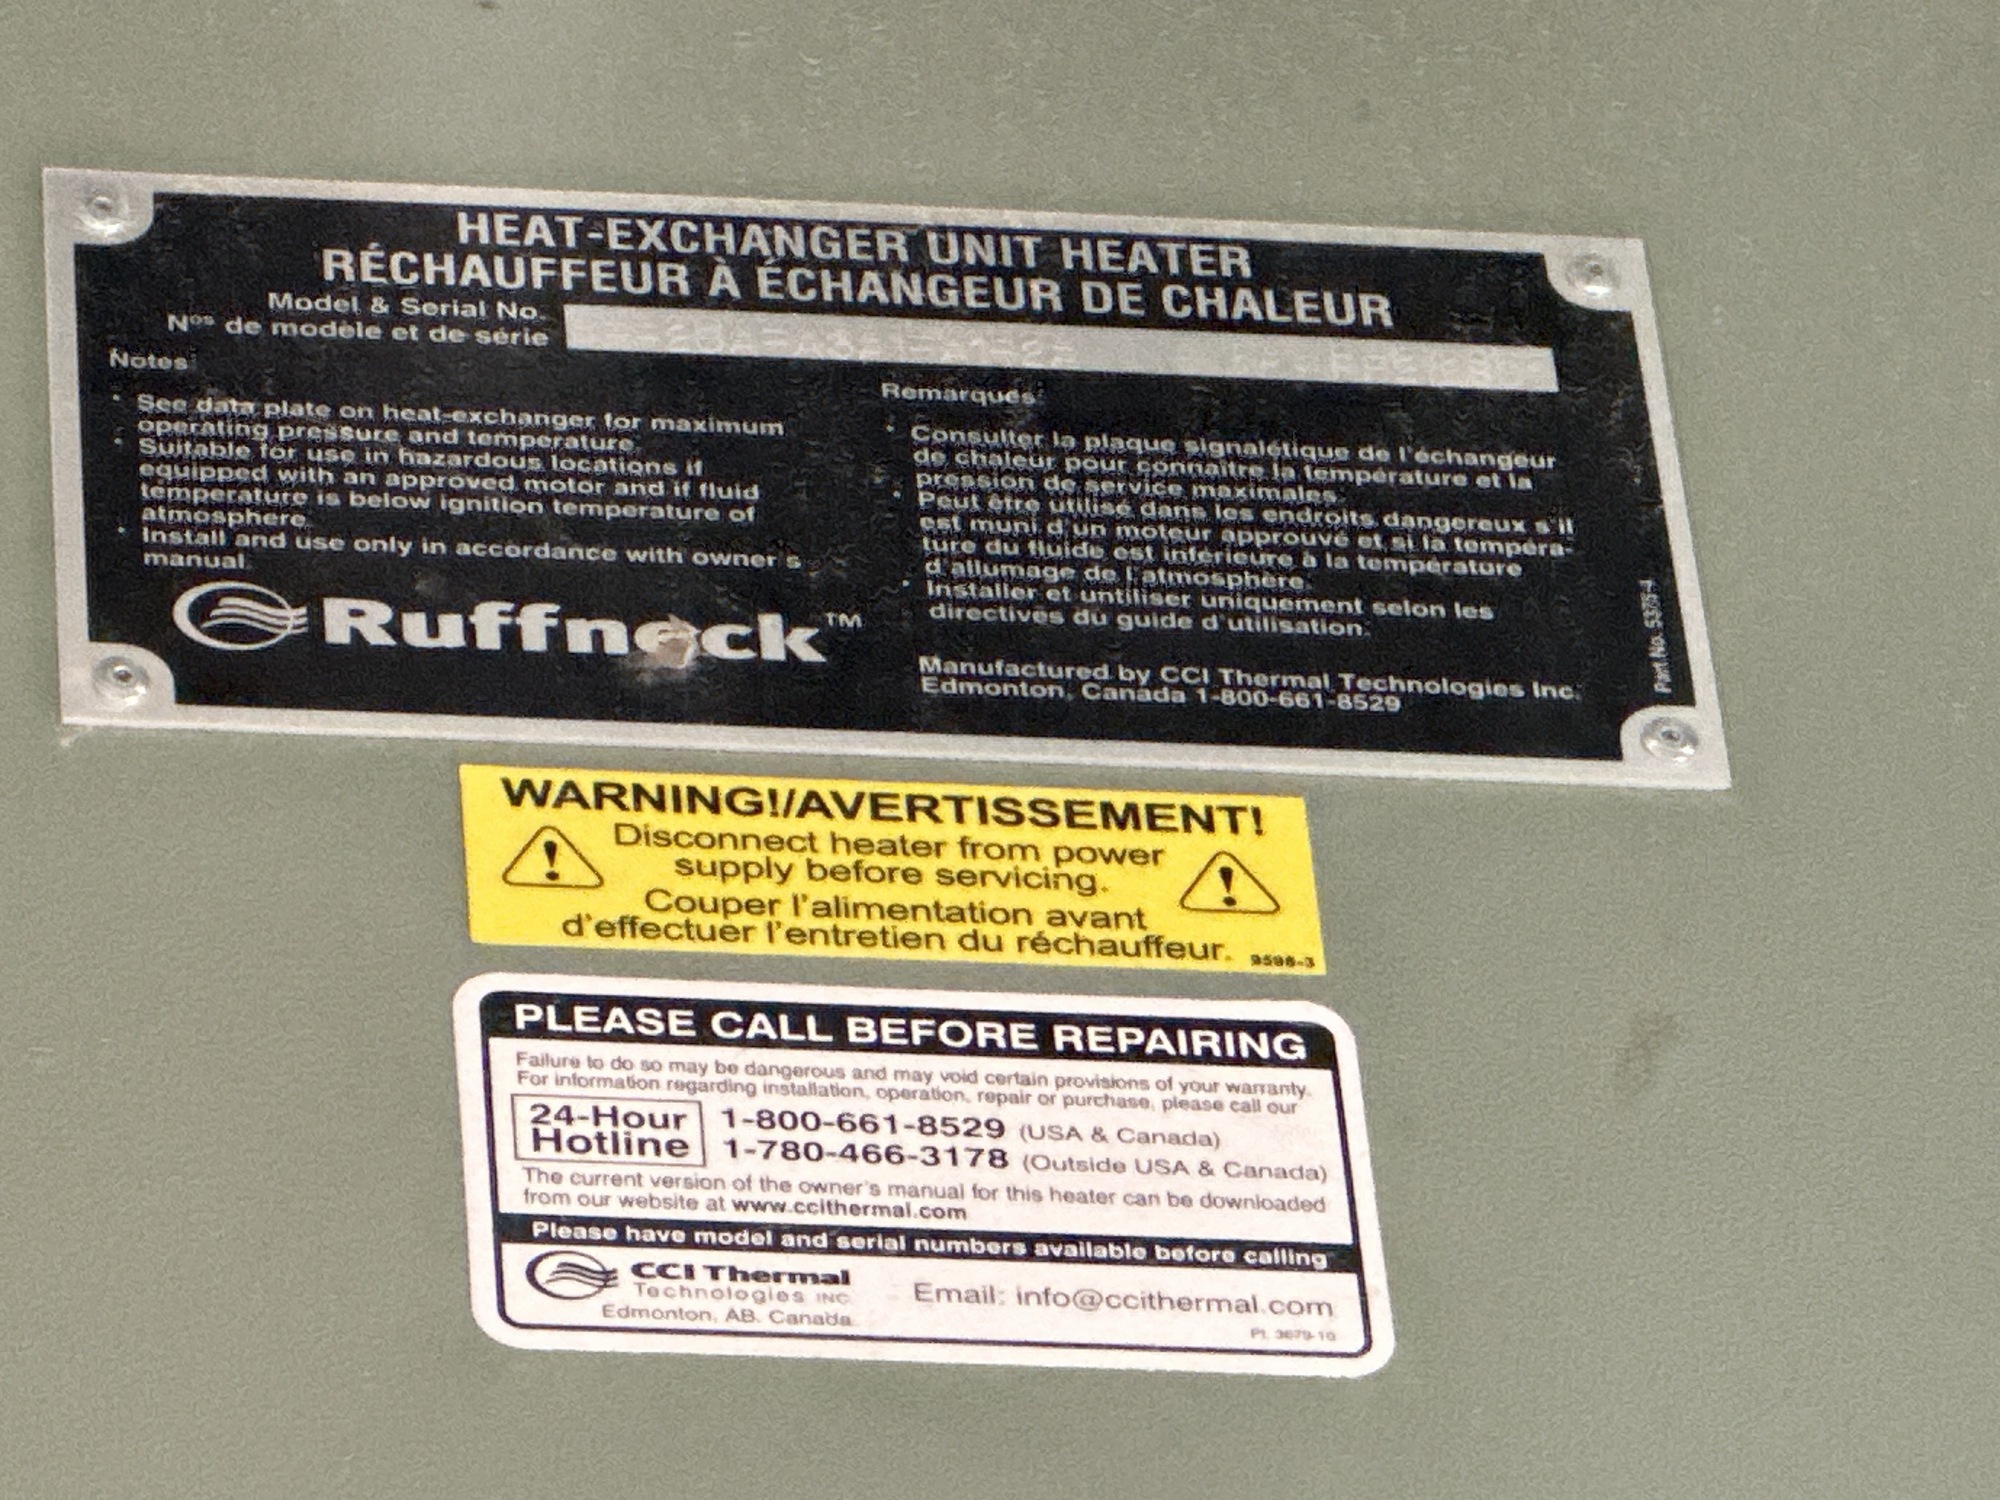 HEAT-EXCHANGER UNIT HEATER
RÉCHAUFFEUR À ÉCHANGEUR DE CHALEUR
Model & Serial No.
Nos de modèle et de série
Notes:
• See data plate on heat-exchanger for maximum
operating pressure and temperature.
• Suitable for use in hazardous locations if
equipped with an approved motor and if fluid
temperature is below ignition temperature of
atmosphere.
• Install and use only in accordance with owner's
manual.
Ruffneck™
Remarques:
• Consulter la plaque signalétique de l'échangeur
de chaleur pour connaître la température et la
pression de service maximales.
• Peut être utilisé dans les endroits dangereux s'il
est muni d'un moteur approuvé et si la tempéra-
ture du fluide est inférieure à la température
d'allumage de l'atmosphère.
• Installer et untiliser uniquement selon les
directives du guide d'utilisation.
Manufactured by CCI Thermal Technologies Inc.
Edmonton, Canada 1-800-661-8529
Part No.
WARNING!/AVERTISSEMENT!
Disconnect heater from power
supply before servicing.
Couper l'alimentation avant
d'effectuer l'entretien du réchauffeur.
9598-3
PLEASE CALL BEFORE REPAIRING
Failure to do so may be dangerous and may void certain provisions of your warranty.
For information regarding installation, operation, repair or purchase, please call our
24-Hour
Hotline
1-800-661-8529 (USA & Canada)
1-780-466-3178 (Outside USA & Canada)
The current version of the owner's manual for this heater can be downloaded
from our website at www.ccithermal.com
Please have model and serial numbers available before calling
CCI Thermal
Technologies INC.
Edmonton, AB. Canada
Email: info@ccithermal.com
Pt. 3679-10